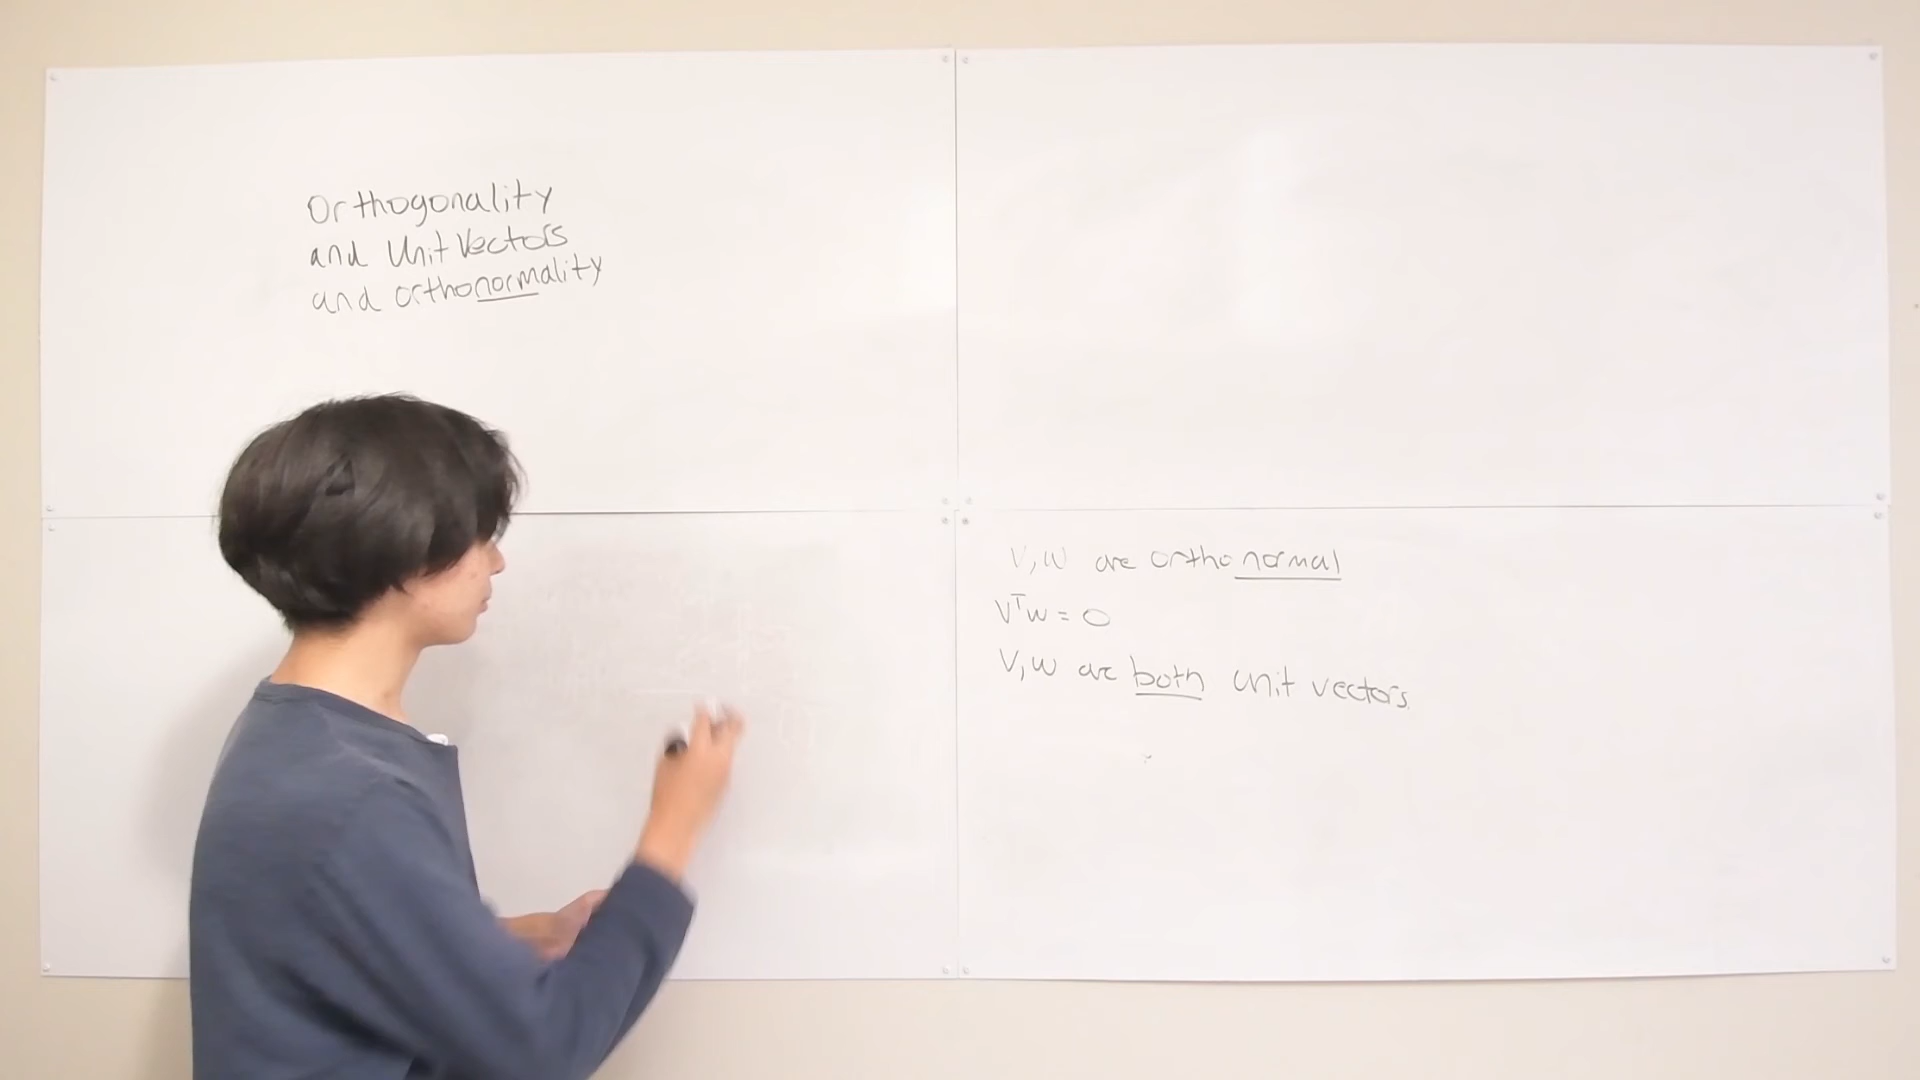 Orthogonality
and Unit Vectors
and orthonormality
V, W are orthonormal
VᵀW = 0
V, W are both unit vectors.